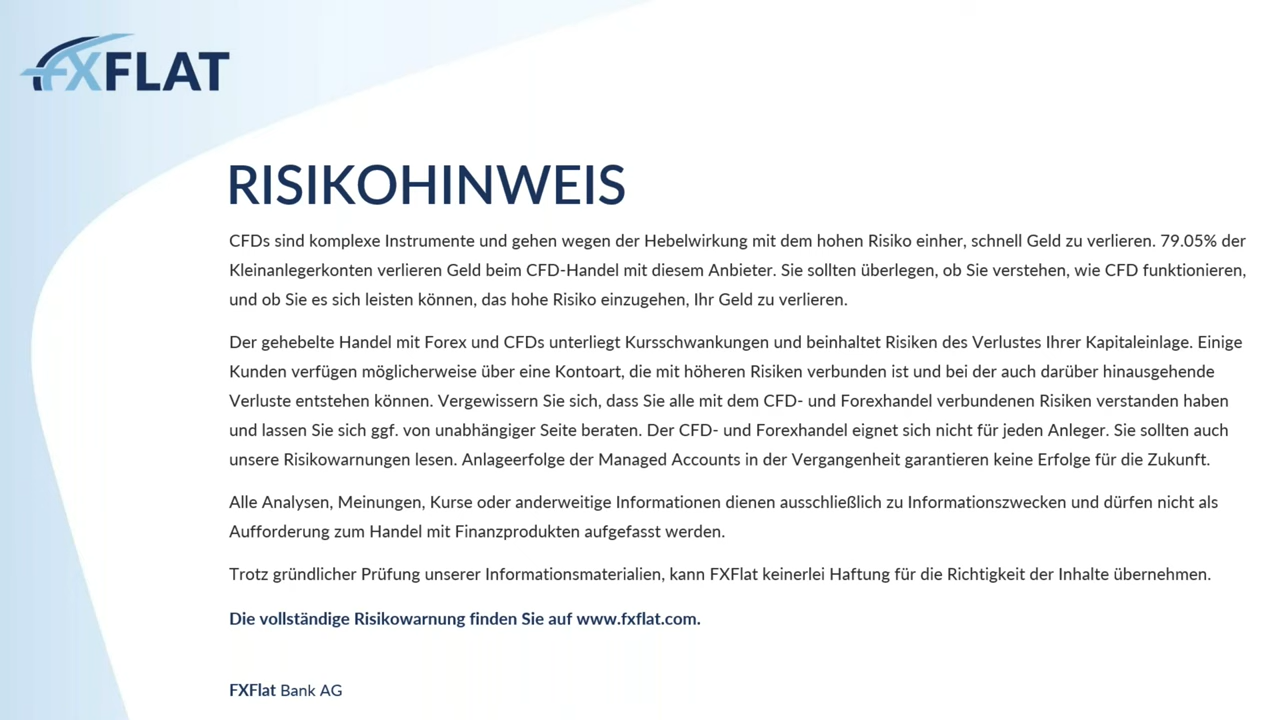 FXFLAT
RISIKOHINWEIS
CFDs sind komplexe Instrumente und gehen wegen der Hebelwirkung mit dem hohen Risiko einher, schnell Geld zu verlieren. 79.05% der
Kleinanlegerkonten verlieren Geld beim CFD-Handel mit diesem Anbieter. Sie sollten überlegen, ob Sie verstehen, wie CFD funktionieren,
und ob Sie es sich leisten können, das hohe Risiko einzugehen, Ihr Geld zu verlieren.
Der gehebelte Handel mit Forex und CFDs unterliegt Kursschwankungen und beinhaltet Risiken des Verlustes Ihrer Kapitaleinlage. Einige
Kunden verfügen möglicherweise über eine Kontoart, die mit höheren Risiken verbunden ist und bei der auch darüber hinausgehende
Verluste entstehen können. Vergewissern Sie sich, dass Sie alle mit dem CFD- und Forexhandel verbundenen Risiken verstanden haben
und lassen Sie sich ggf. von unabhängiger Seite beraten. Der CFD- und Forexhandel eignet sich nicht für jeden Anleger. Sie sollten auch
unsere Risikowarnungen lesen. Anlageerfolge der Managed Accounts in der Vergangenheit garantieren keine Erfolge für die Zukunft.
Alle Analysen, Meinungen, Kurse oder anderweitige Informationen dienen ausschließlich zu Informationszwecken und dürfen nicht als
Aufforderung zum Handel mit Finanzprodukten aufgefasst werden.
Trotz gründlicher Prüfung unserer Informationsmaterialien, kann FXFlat keinerlei Haftung für die Richtigkeit der Inhalte übernehmen.
Die vollständige Risikowarnung finden Sie auf www.fxflat.com.
FXFlat Bank AG